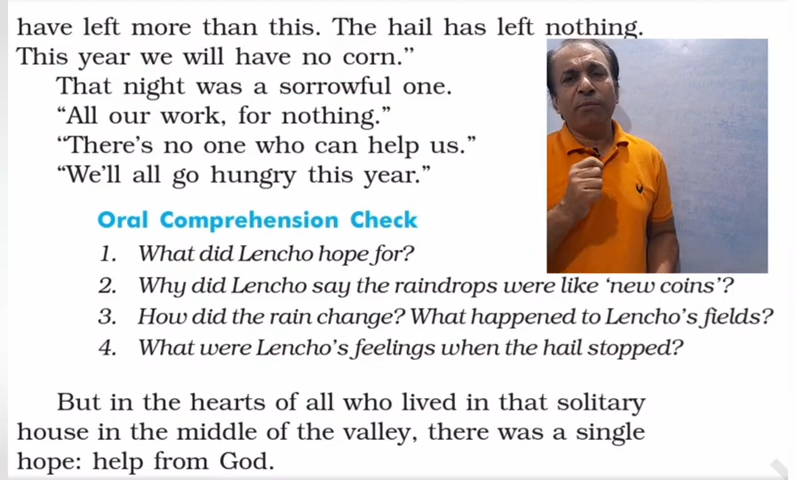 have left more than this. The hail has left nothing.
This year we will have no corn.”
That night was a sorrowful one.
“All our work, for nothing.”
“There’s no one who can help us.”
“We’ll all go hungry this year.”
Oral Comprehension Check
1. What did Lencho hope for?
2. Why did Lencho say the raindrops were like ‘new coins’?
3. How did the rain change? What happened to Lencho’s fields?
4. What were Lencho’s feelings when the hail stopped?
But in the hearts of all who lived in that solitary
house in the middle of the valley, there was a single
hope: help from God.